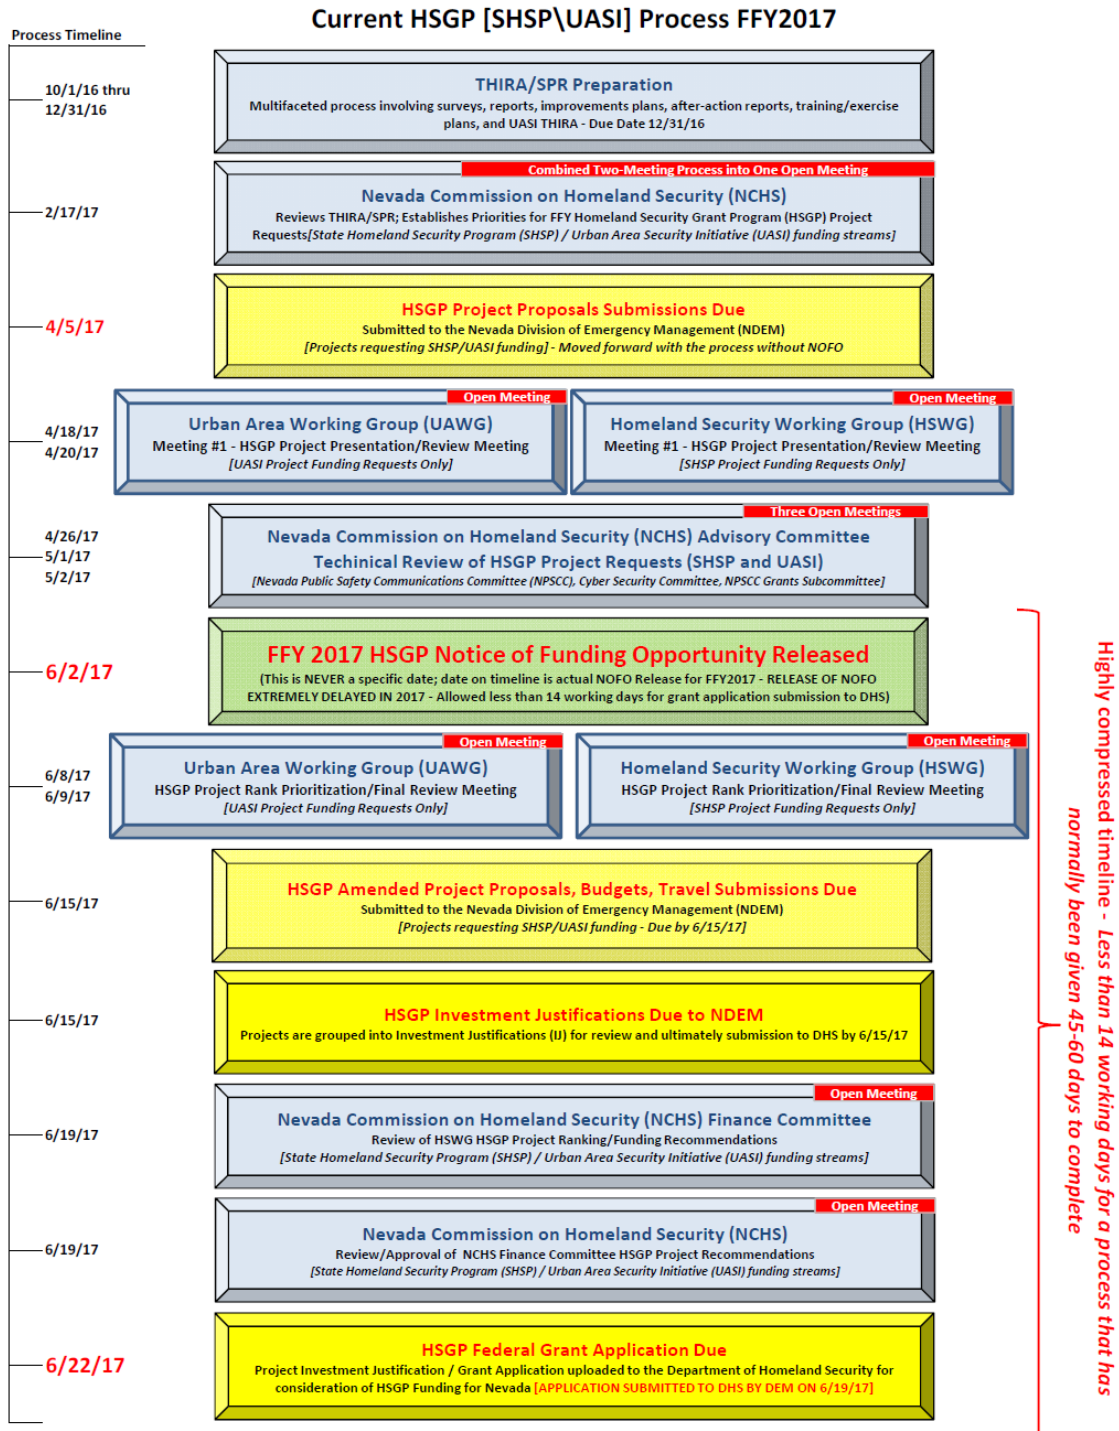 Current HSGP [SHSP\UASI] Process FFY2017
Process Timeline
10/1/16 thru
12/31/16
THIRA/SPR Preparation
Multifaceted process involving surveys, reports, improvements plans, after-action reports, training/exercise
plans, and UASI THIRA - Due Date 12/31/16
Combined Two-Meeting Process into One Open Meeting
2/17/17
Nevada Commission on Homeland Security (NCHS)
Reviews THIRA/SPR; Establishes Priorities for FFY Homeland Security Grant Program (HSGP) Project
Requests[State Homeland Security Program (SHSP) / Urban Area Security Initiative (UASI) funding streams]
4/5/17
HSGP Project Proposals Submissions Due
Submitted to the Nevada Division of Emergency Management (NDEM)
[Projects requesting SHSP/UASI funding] - Moved forward with the process without NOFO
4/18/17
4/20/17
Open Meeting
Urban Area Working Group (UAWG)
Meeting #1 - HSGP Project Presentation/Review Meeting
[UASI Project Funding Requests Only]
Open Meeting
Homeland Security Working Group (HSWG)
Meeting #1 - HSGP Project Presentation/Review Meeting
[SHSP Project Funding Requests Only]
4/26/17
5/1/17
5/2/17
Three Open Meetings
Nevada Commission on Homeland Security (NCHS) Advisory Committee
Techinical Review of HSGP Project Requests (SHSP and UASI)
[Nevada Public Safety Communications Committee (NPSCC), Cyber Security Committee, NPSCC Grants Subcommittee]
6/2/17
FFY 2017 HSGP Notice of Funding Opportunity Released
(This is NEVER a specific date; date on timeline is actual NOFO Release for FFY2017 - RELEASE OF NOFO
EXTREMELY DELAYED IN 2017 - Allowed less than 14 working days for grant application submission to DHS)
6/8/17
6/9/17
Open Meeting
Urban Area Working Group (UAWG)
HSGP Project Rank Prioritization/Final Review Meeting
[UASI Project Funding Requests Only]
Open Meeting
Homeland Security Working Group (HSWG)
HSGP Project Rank Prioritization/Final Review Meeting
[SHSP Project Funding Requests Only]
6/15/17
HSGP Amended Project Proposals, Budgets, Travel Submissions Due
Submitted to the Nevada Division of Emergency Management (NDEM)
[Projects requesting SHSP/UASI funding - Due by 6/15/17]
6/15/17
HSGP Investment Justifications Due to NDEM
Projects are grouped into Investment Justifications (IJ) for review and ultimately submission to DHS by 6/15/17
6/19/17
Open Meeting
Nevada Commission on Homeland Security (NCHS) Finance Committee
Review of HSWG HSGP Project Ranking/Funding Recommendations
[State Homeland Security Program (SHSP) / Urban Area Security Initiative (UASI) funding streams]
6/19/17
Open Meeting
Nevada Commission on Homeland Security (NCHS)
Review/Approval of NCHS Finance Committee HSGP Project Recommendations
[State Homeland Security Program (SHSP) / Urban Area Security Initiative (UASI) funding streams]
6/22/17
HSGP Federal Grant Application Due
Project Investment Justification / Grant Application uploaded to the Department of Homeland Security for
consideration of HSGP Funding for Nevada [APPLICATION SUBMITTED TO DHS BY DEM ON 6/19/17]
Highly compressed timeline - Less than 14 working days for a process that has
normally been given 45-60 days to complete